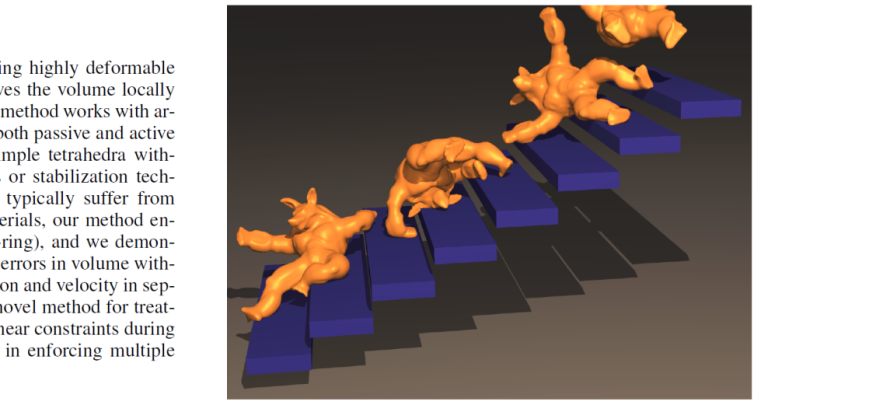 ing highly deformable
ves the volume locally
method works with ar-
both passive and active
imple tetrahedra with-
or stabilization tech-
typically suffer from
erials, our method en-
ring), and we demon-
errors in volume with-
ion and velocity in sep-
novel method for treat-
near constraints during
in enforcing multiple